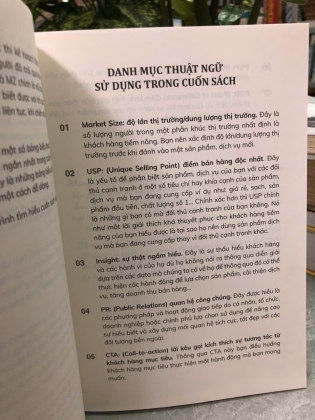 DANH MỤC THUẬT NGỮ
SỬ DỤNG TRONG CUỐN SÁCH
01 Market Size: độ lớn thị trường/dung lượng thị trường. Đây là
số lượng người trong một phân khúc thị trường nhất định là
khách hàng tiềm năng. Bạn nên xác định độ lớn/dung lượng thị
trường trước khi đánh vào một sản phẩm, dịch vụ mới.
02 USP: (Unique Selling Point) điểm bán hàng độc nhất. Đây là
yếu tố để phân biệt sản phẩm, dịch vụ của bạn với các đối
thủ cạnh tranh ở một số tiêu chí hay khía cạnh của sản phẩm,
dịch vụ mà bạn đang cung cấp ví dụ như giá rẻ, sạch, sản
phẩm đầu tiên, chất lượng số 1... Chính xác hơn thì USP chính
là những gì bạn có mà đối thủ cạnh tranh của bạn không. Nó
như một lời giải thích khả thuyết phục cho khách hàng tiềm
năng của bạn hiểu được là tại sao họ nên dùng sản phẩm dịch
vụ mà bạn đang cung cấp thay vì đối thủ cạnh tranh khác.
03 Insight: sự thật ngầm hiểu. Đây là sự thấu hiểu khách hàng
và các hành vi của họ dù họ không nói ra thông qua diễn giải
dựa trên các data mà chúng ta có về họ để thông qua đó có thể
thực hiện các hành động để lựa chọn sản phẩm, cải thiện dịch
vụ, tăng doanh thu bán hàng...
04 PR: (Public Relations) quan hệ công chúng. Đây được hiểu là
các phương pháp và hoạt động giao tiếp do cá nhân, tổ chức,
doanh nghiệp hoặc chính phủ lựa chọn sử dụng để nâng cao
sự hiểu biết và xây dựng mối quan hệ tích cực, tốt đẹp với các
đối tượng bên ngoài.
05 CTA: (Call-to-action) lời kêu gọi kích thích sự tương tác từ
khách hàng mục tiêu. Thông qua CTA này bạn điều hướng
khách hàng mục tiêu thực hiện một hành động mà bạn mong
muốn.